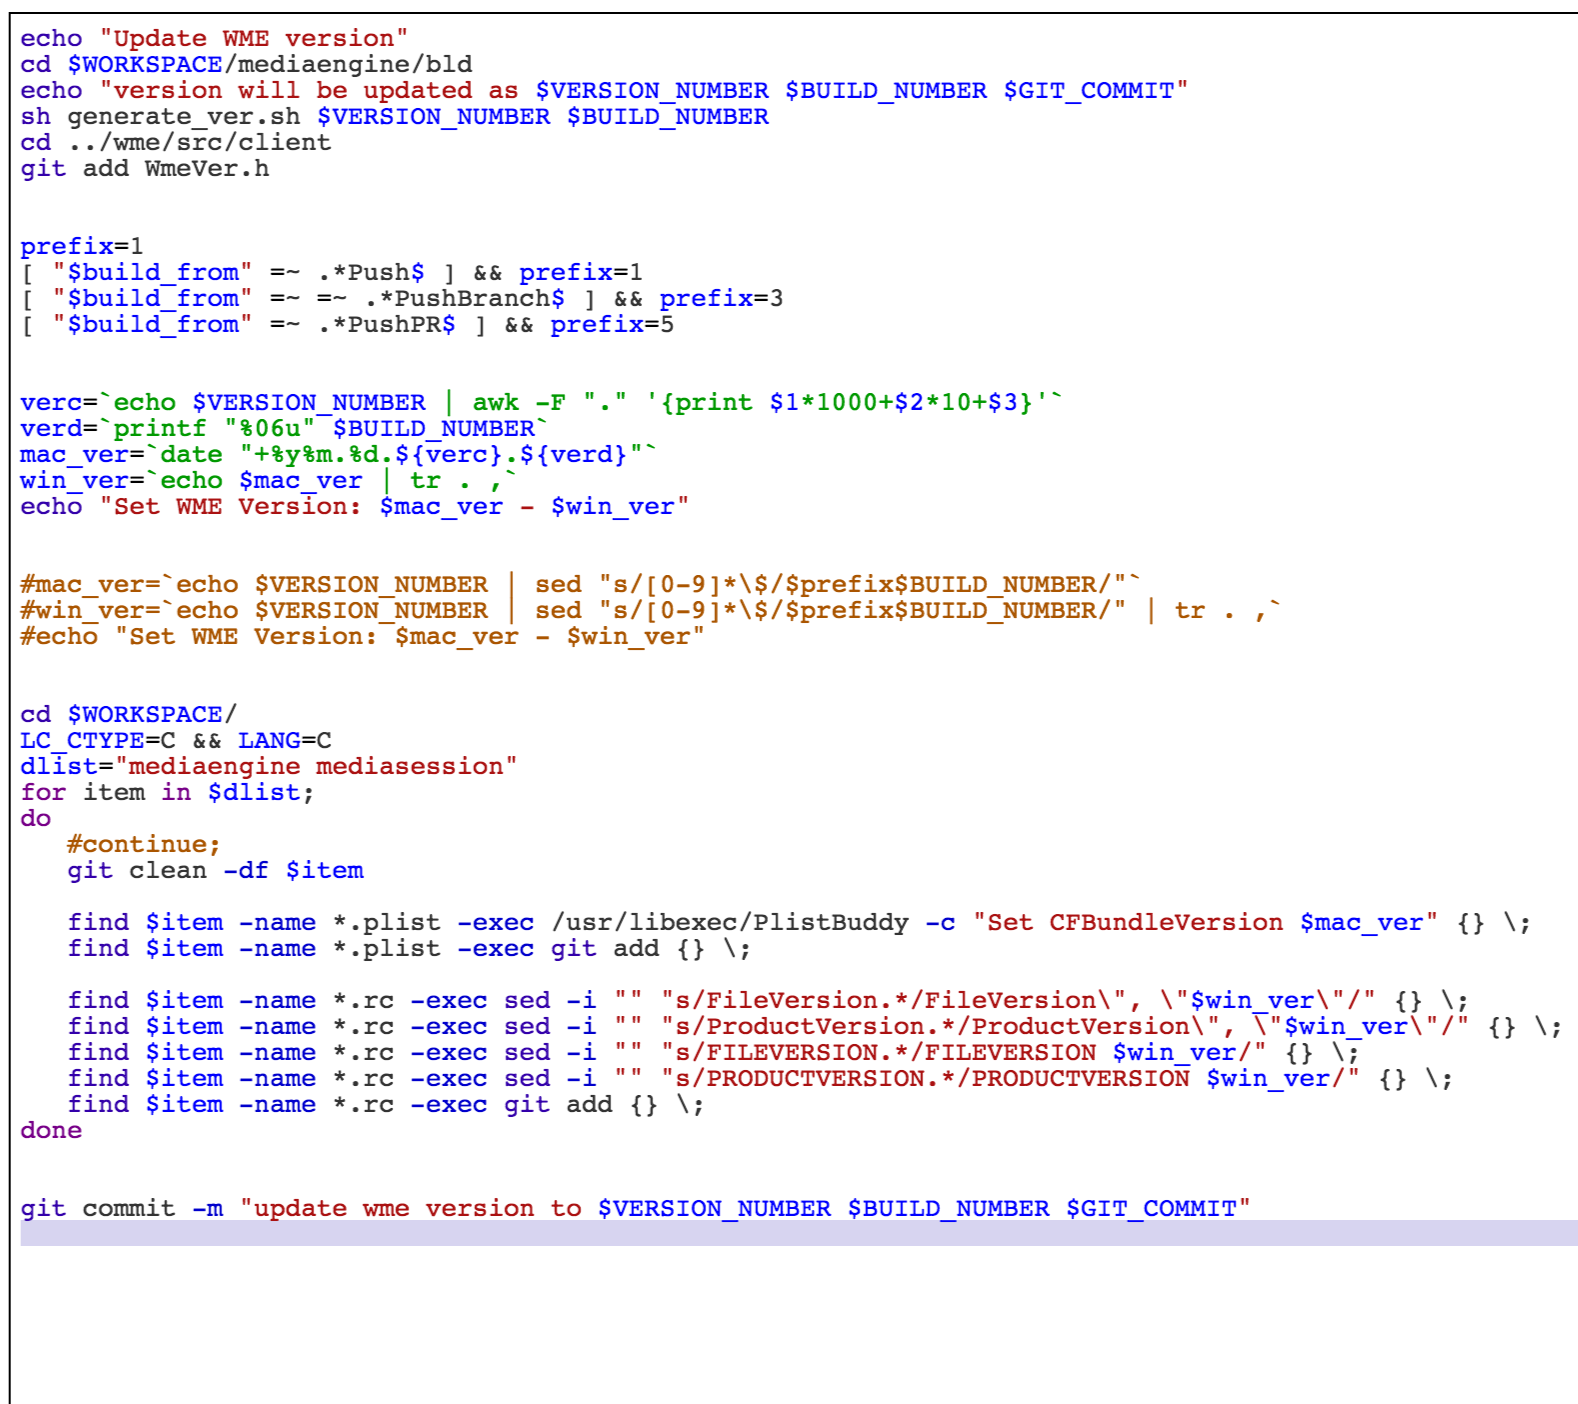 echo "Update WME version"
cd $WORKSPACE/mediaengine/bld
echo "version will be updated as $VERSION_NUMBER $BUILD_NUMBER $GIT_COMMIT"
sh generate_ver.sh $VERSION_NUMBER $BUILD_NUMBER
cd ../wme/src/client
git add WmeVer.h
prefix=1
[ "$build_from" =~ .*Push$ ] && prefix=1
[ "$build_from" =~ =~ .*PushBranch$ ] && prefix=3
[ "$build_from" =~ .*PushPR$ ] && prefix=5
verc=`echo $VERSION_NUMBER | awk -F "." '{print $1*1000+$2*10+$3}'`
verd=`printf "%06u" $BUILD_NUMBER`
mac_ver=`date "+%y%m.%d.${verc}.${verd}"`
win_ver=`echo $mac_ver | tr . ,`
echo "Set WME Version: $mac_ver - $win_ver"
#mac_ver=`echo $VERSION_NUMBER | sed "s/[0-9]*\$/$prefix$BUILD_NUMBER/"`
#win_ver=`echo $VERSION_NUMBER | sed "s/[0-9]*\$/$prefix$BUILD_NUMBER/" | tr . ,`
#echo "Set WME Version: $mac_ver - $win_ver"
cd $WORKSPACE/
LC_CTYPE=C && LANG=C
dlist="mediaengine mediasession"
for item in $dlist;
do
#continue;
git clean -df $item
find $item -name *.plist -exec /usr/libexec/PlistBuddy -c "Set CFBundleVersion $mac_ver" {} \;
find $item -name *.plist -exec git add {} \;
find $item -name *.rc -exec sed -i "" "s/FileVersion.*/FileVersion\", \"$win_ver\"/" {} \;
find $item -name *.rc -exec sed -i "" "s/ProductVersion.*/ProductVersion\", \"$win_ver\"/" {} \;
find $item -name *.rc -exec sed -i "" "s/FILEVERSION.*/FILEVERSION $win_ver/" {} \;
find $item -name *.rc -exec sed -i "" "s/PRODUCTVERSION.*/PRODUCTVERSION $win_ver/" {} \;
find $item -name *.rc -exec git add {} \;
done
git commit -m "update wme version to $VERSION_NUMBER $BUILD_NUMBER $GIT_COMMIT"